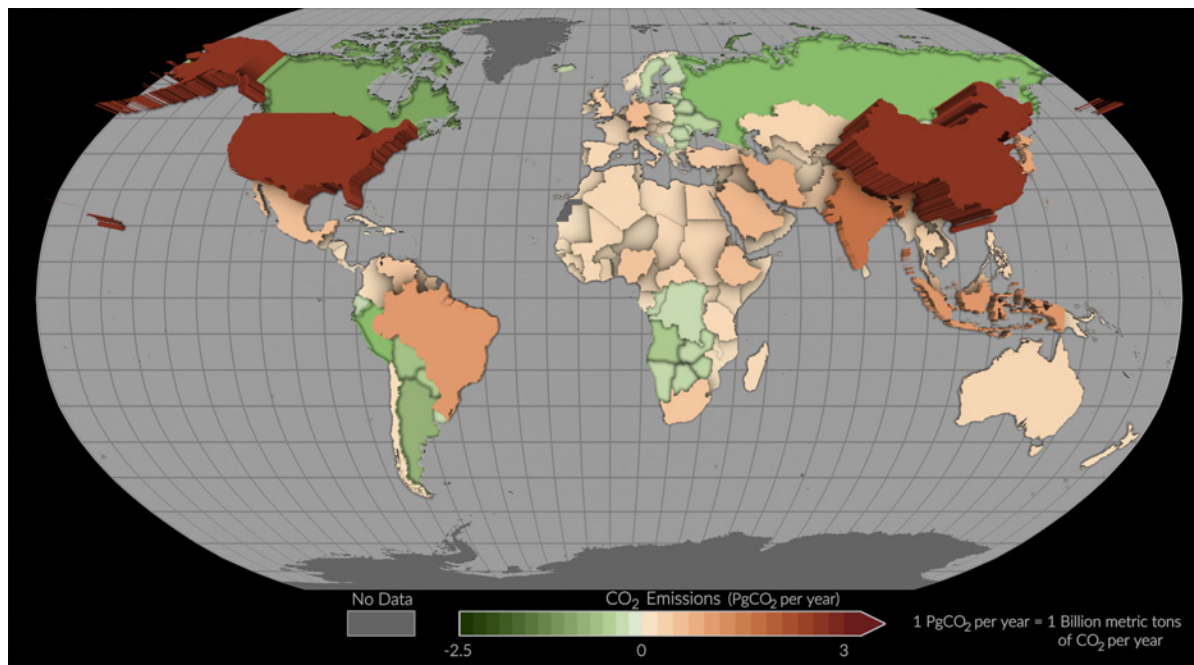 No Data
CO₂ Emissions (PgCO₂ per year)
-2.5
0
3
1 PgCO₂ per year = 1 Billion metric tons
of CO₂ per year